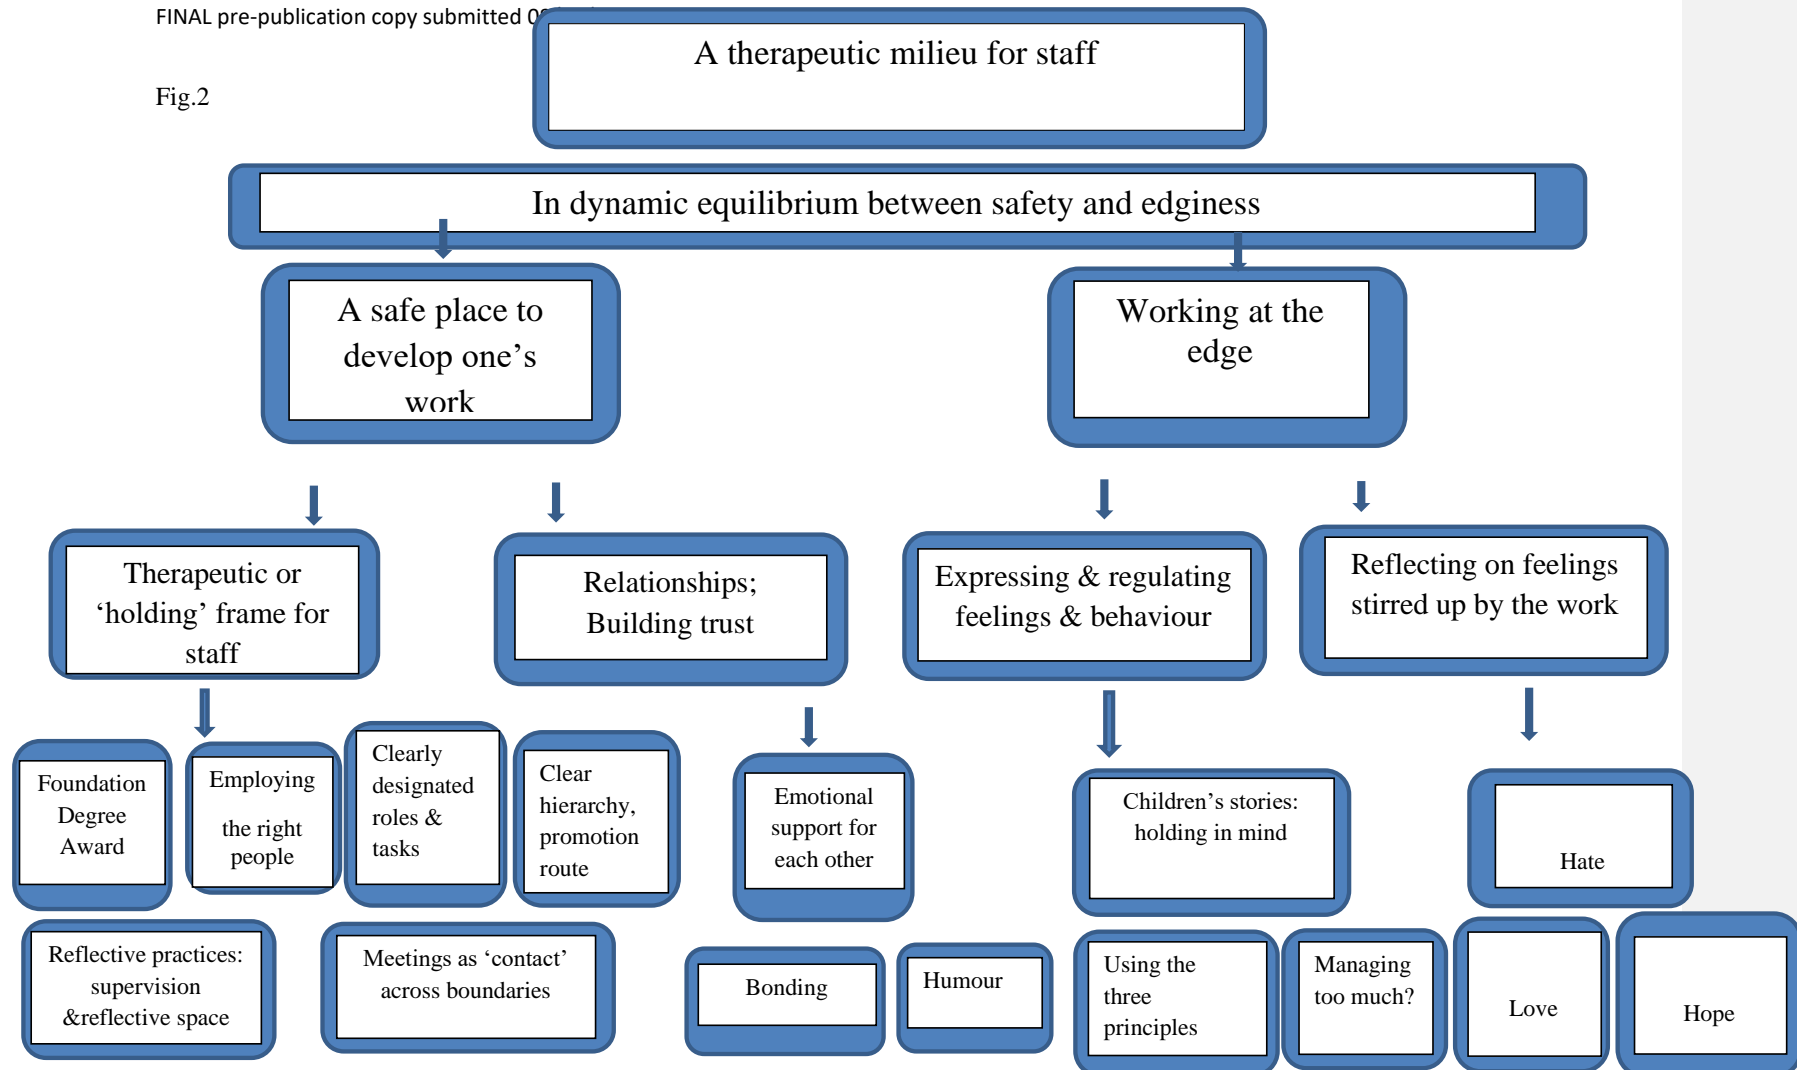 FINAL pre-publication copy submitted
A therapeutic milieu for staff
Fig.2
In dynamic equilibrium between safety and edginess
A safe place to
develop one’s
work
Working at the
edge
Therapeutic or
‘holding’ frame for
staff
Relationships;
Building trust
Expressing & regulating
feelings & behaviour
Reflecting on feelings
stirred up by the work
Foundation
Degree
Award
Employing
the right
people
Clearly
designated
roles &
tasks
Clear
hierarchy,
promotion
route
Emotional
support for
each other
Children’s stories:
holding in mind
Hate
Reflective practices:
supervision
&reflective space
Meetings as ‘contact’
across boundaries
Bonding
Humour
Using the
three
principles
Managing
too much?
Love
Hope